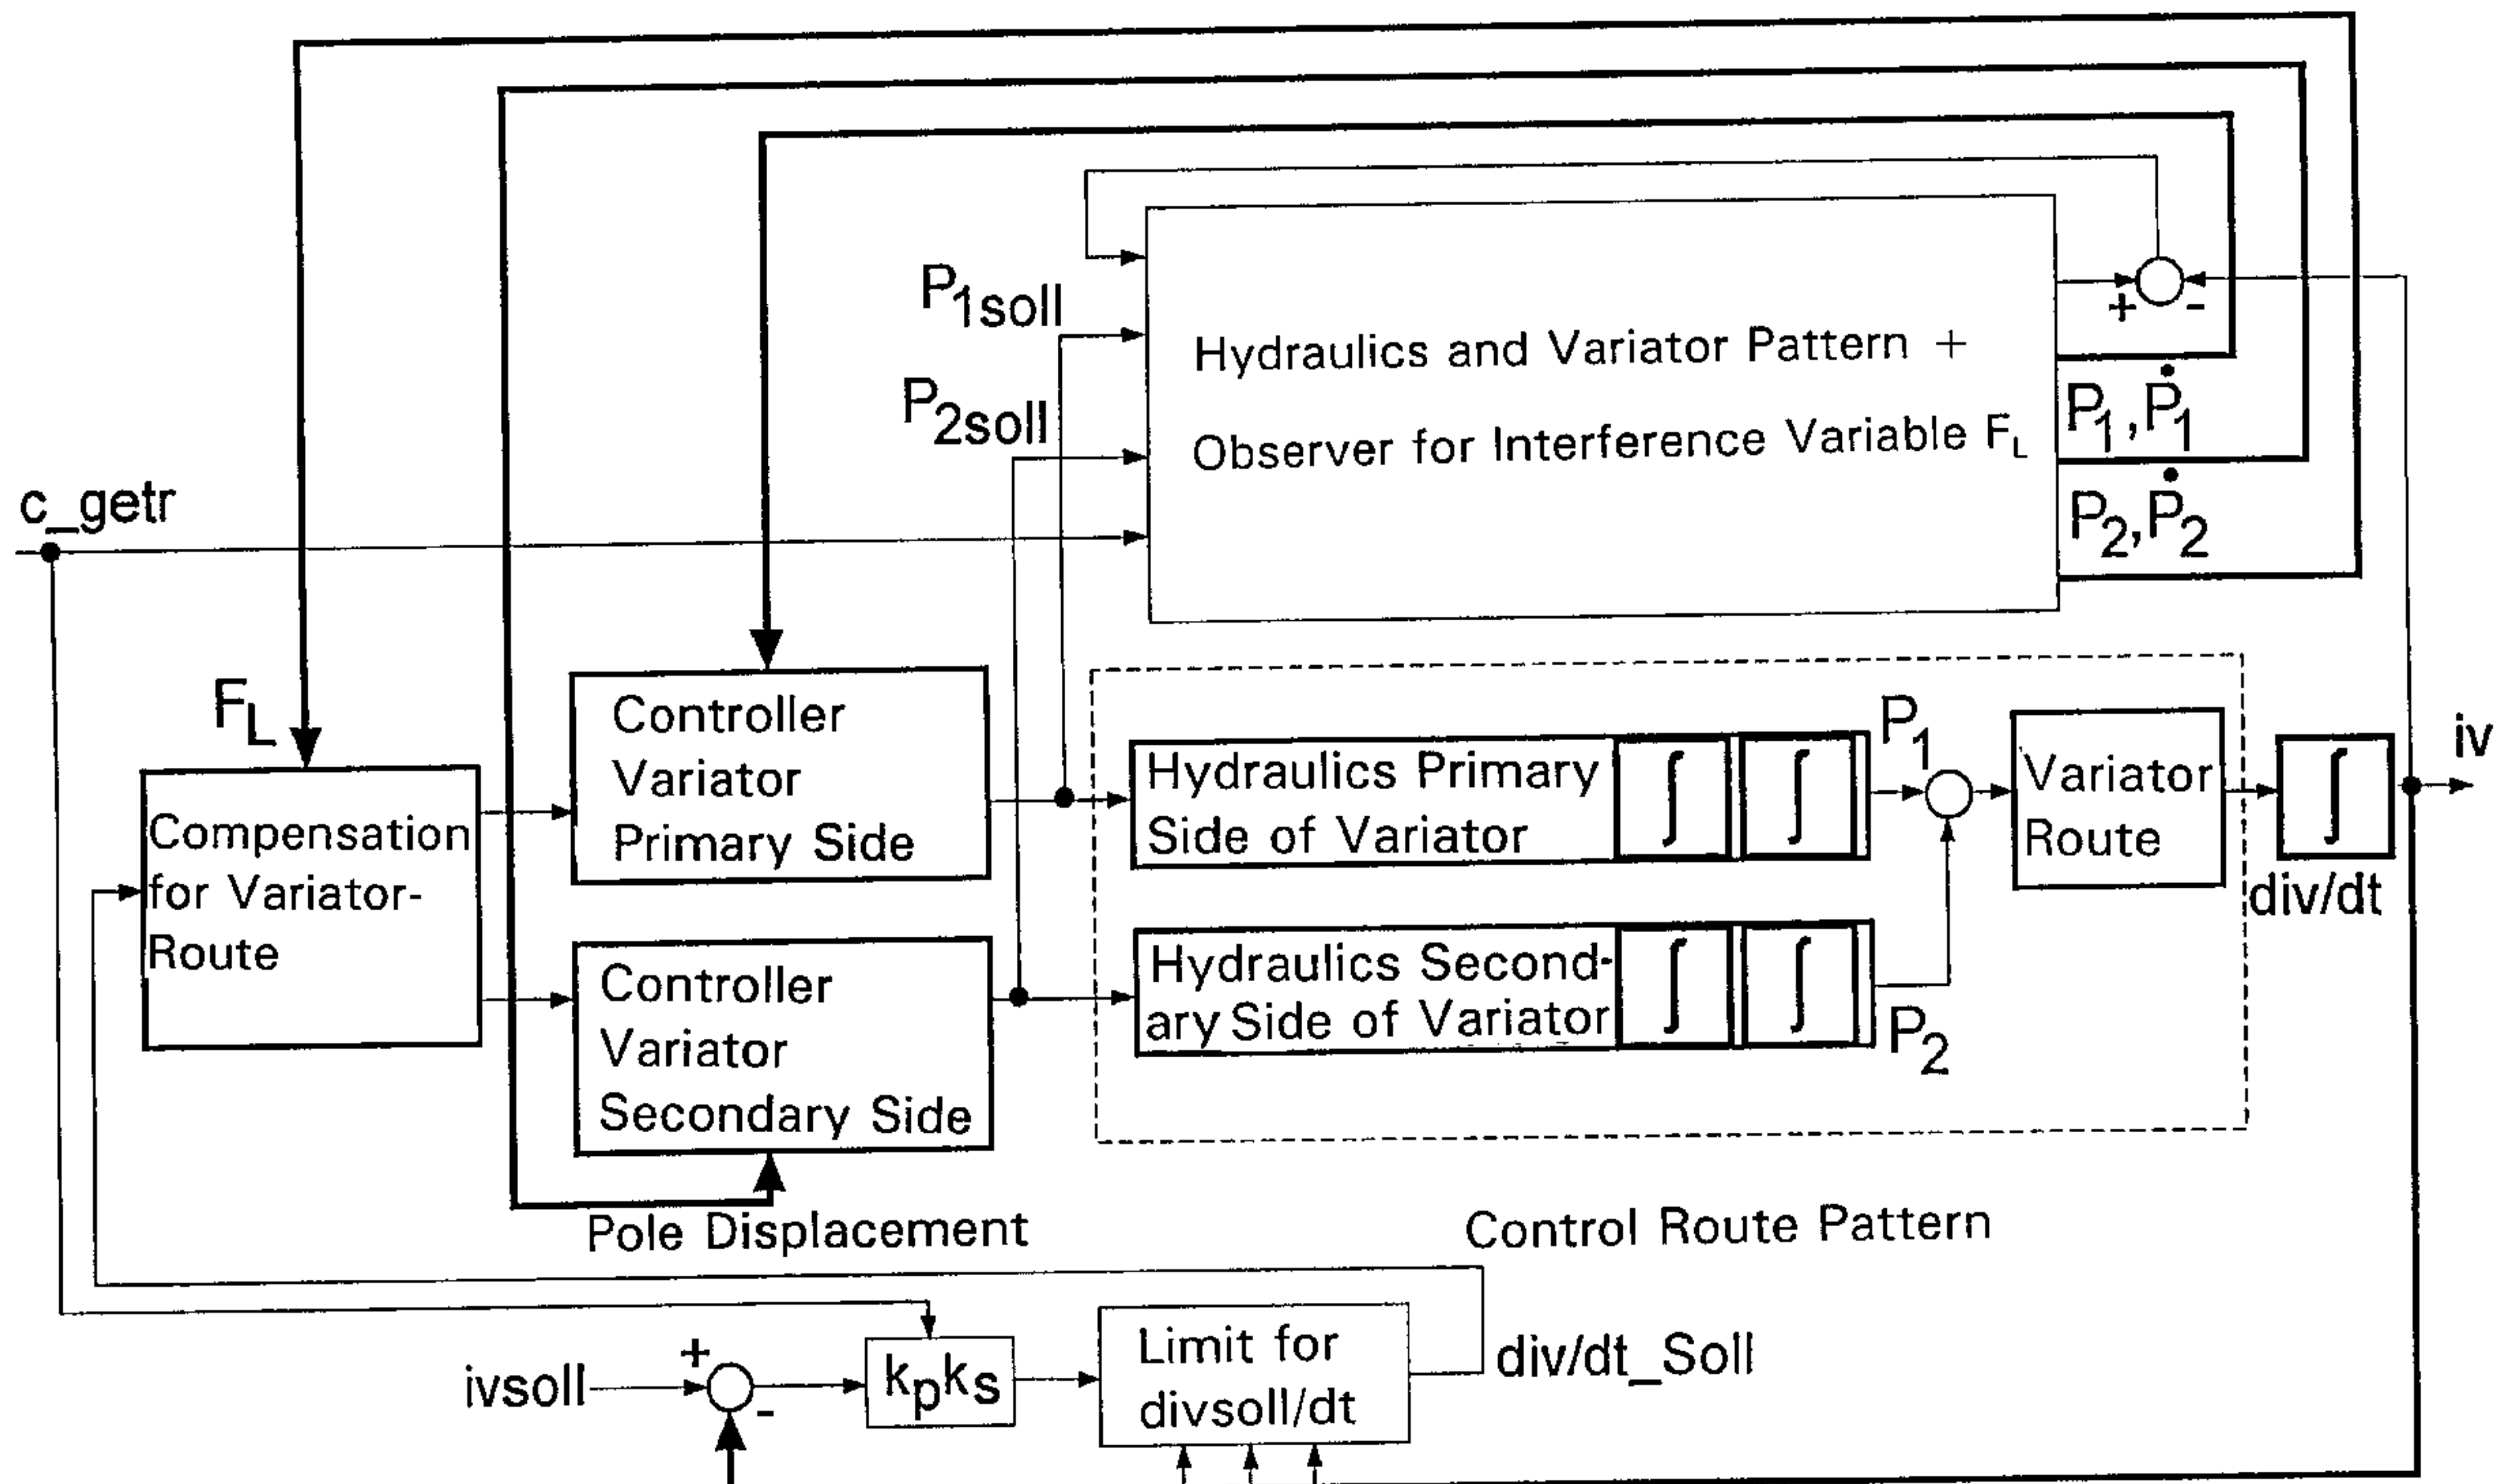 P1soll
P2soll
Hydraulics and Variator Pattern +
Observer for Interference Variable FL
+ -
P1, Ṗ1
P2, Ṗ2
c_getr
FL
Compensation
for Variator-
Route
Controller
Variator
Primary Side
Controller
Variator
Secondary Side
Hydraulics Primary
Side of Variator
∫ ∫
P1
Variator
Route
∫
iv
div/dt
Hydraulics Second-
ary Side of Variator
∫ ∫
P2
Pole Displacement
Control Route Pattern
ivsoll
+
-
kpks
Limit for
divsoll/dt
div/dt_Soll